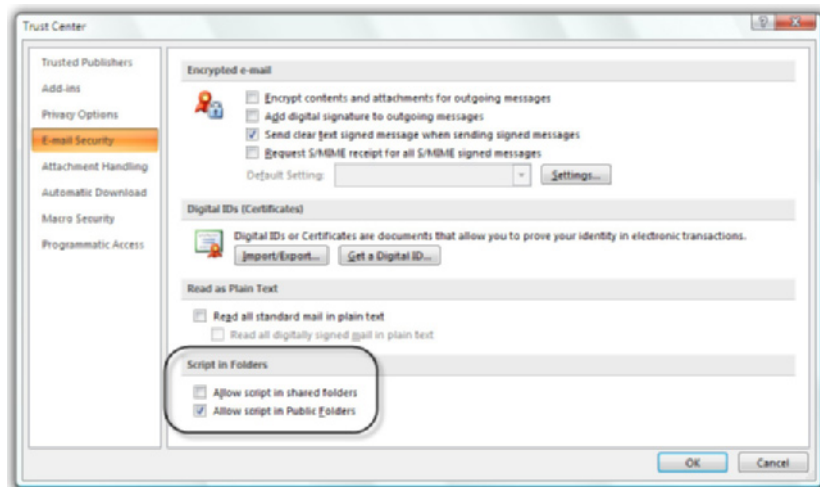 Trust Center
Trusted Publishers
Add-ins
Privacy Options
E-mail Security
Attachment Handling
Automatic Download
Macro Security
Programmatic Access
Encrypted e-mail
Encrypt contents and attachments for outgoing messages
Add digital signature to outgoing messages
Send clear text signed message when sending signed messages
Request S/MIME receipt for all S/MIME signed messages
Default Setting:
Settings...
Digital IDs (Certificates)
Digital IDs or Certificates are documents that allow you to prove your identity in electronic transactions.
Import/Export... Get a Digital ID...
Read as Plain Text
Read all standard mail in plain text
Read all digitally signed mail in plain text
Script in Folders
Allow script in shared folders
Allow script in Public Folders
OK Cancel